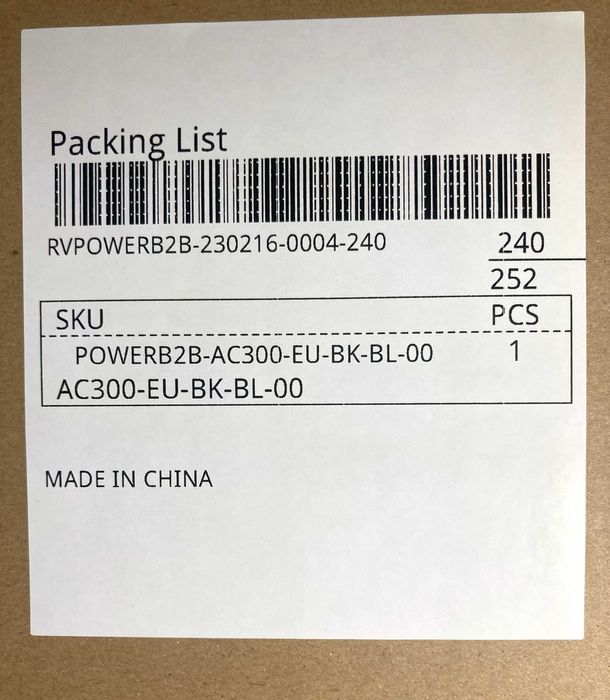 Packing List
RVPOWERB2B-230216-0004-240
240
252
SKU PCS
POWERB2B-AC300-EU-BK-BL-00 1
AC300-EU-BK-BL-00
MADE IN CHINA